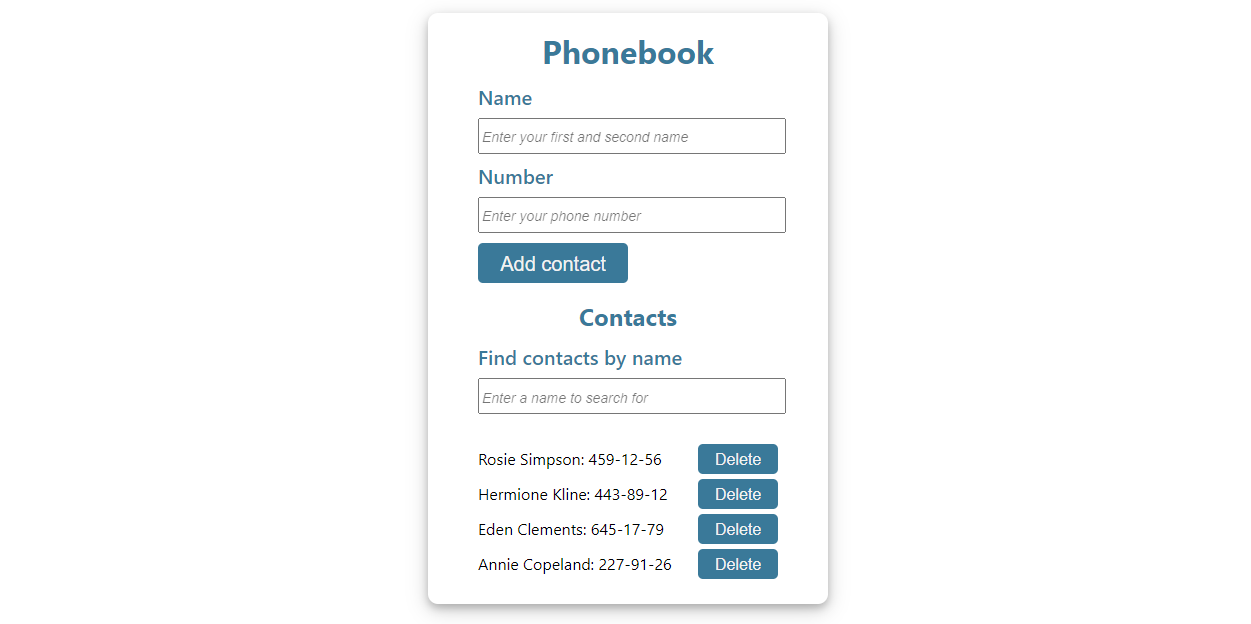 Phonebook
Name
Enter your first and second name
Number
Enter your phone number
Add contact
Contacts
Find contacts by name
Enter a name to search for
Rosie Simpson: 459-12-56 Delete
Hermione Kline: 443-89-12 Delete
Eden Clements: 645-17-79 Delete
Annie Copeland: 227-91-26 Delete